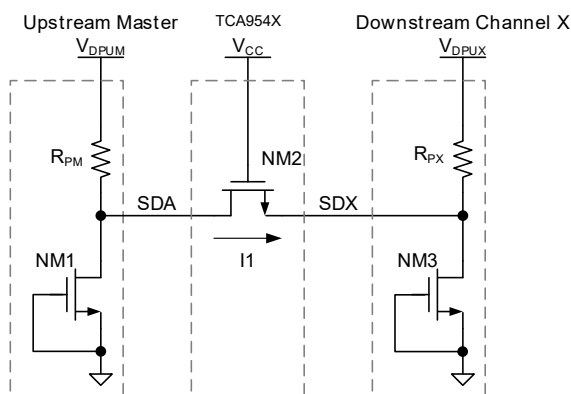 Upstream Master
TCA954X
Downstream Channel X
VDPUM
VCC
VDPUX
RPM
NM2
RPX
SDA
SDX
NM1
I1
NM3